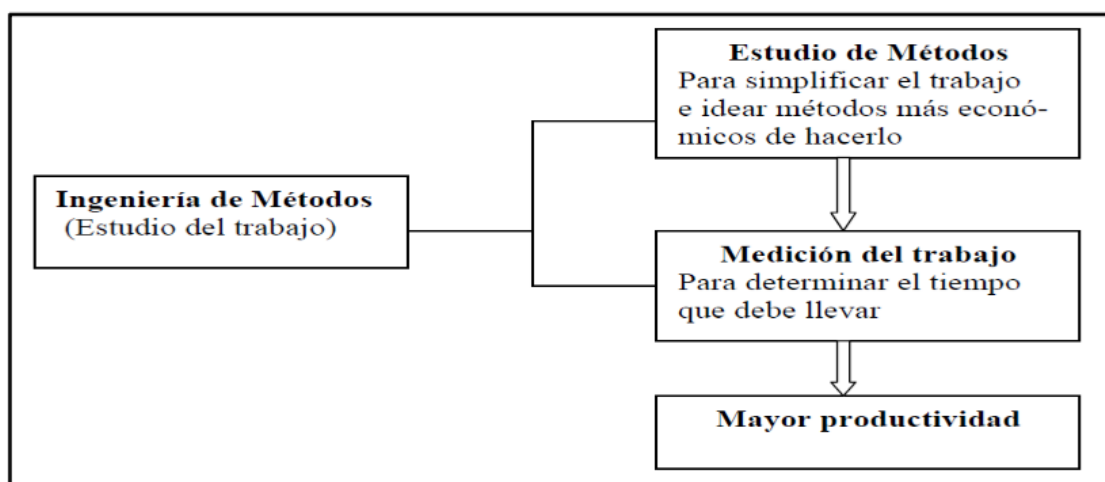 Estudio de Métodos
Para simplificar el trabajo
e idear métodos más econó-
micos de hacerlo
Ingeniería de Métodos
(Estudio del trabajo)
Medición del trabajo
Para determinar el tiempo
que debe llevar
Mayor productividad